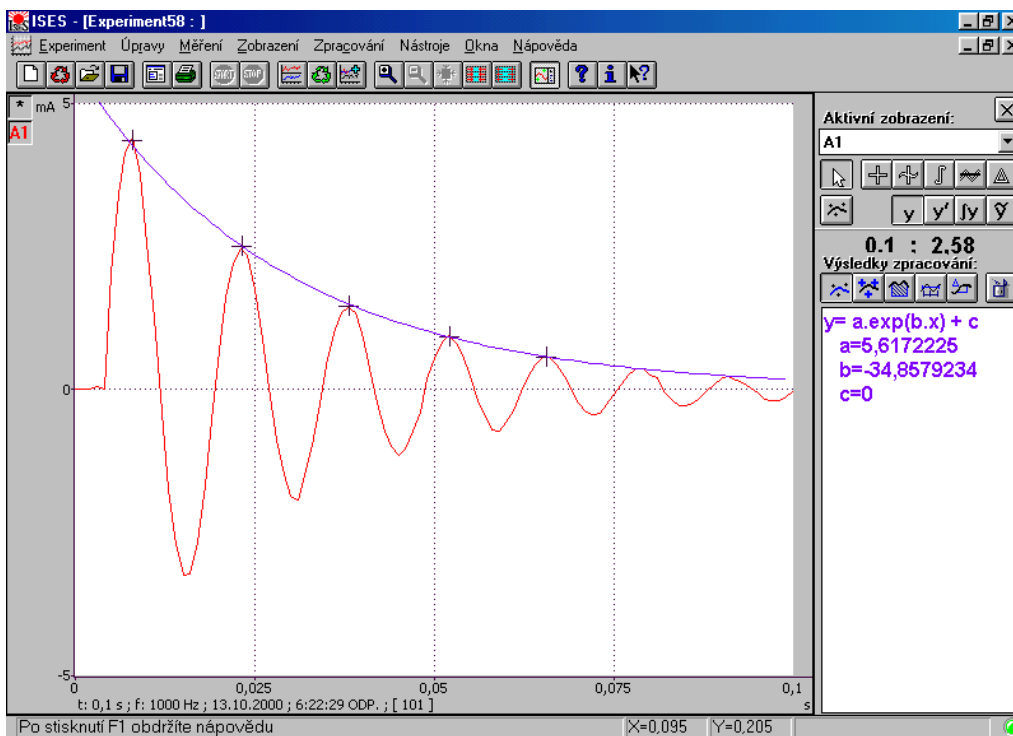 ISES - [Experiment58 : ]
Experiment Úpravy Měření Zobrazení Zpracování Nástroje Okna Nápověda
START STOP
* mA 5
A1
0
-5
0 0,025 0,05 0,075 0,1
s
t: 0,1 s ; f: 1000 Hz ; 13.10.2000 ; 6:22:29 ODP. ; [ 101 ]
Aktivní zobrazení:
A1
y y' ∫y ỹ
0.1 : 2.58
Výsledky zpracování:
y= a.exp(b.x) + c
a=5,6172225
b=-34,8579234
c=0
Po stisknutí F1 obdržíte nápovědu X=0,095 Y=0,205